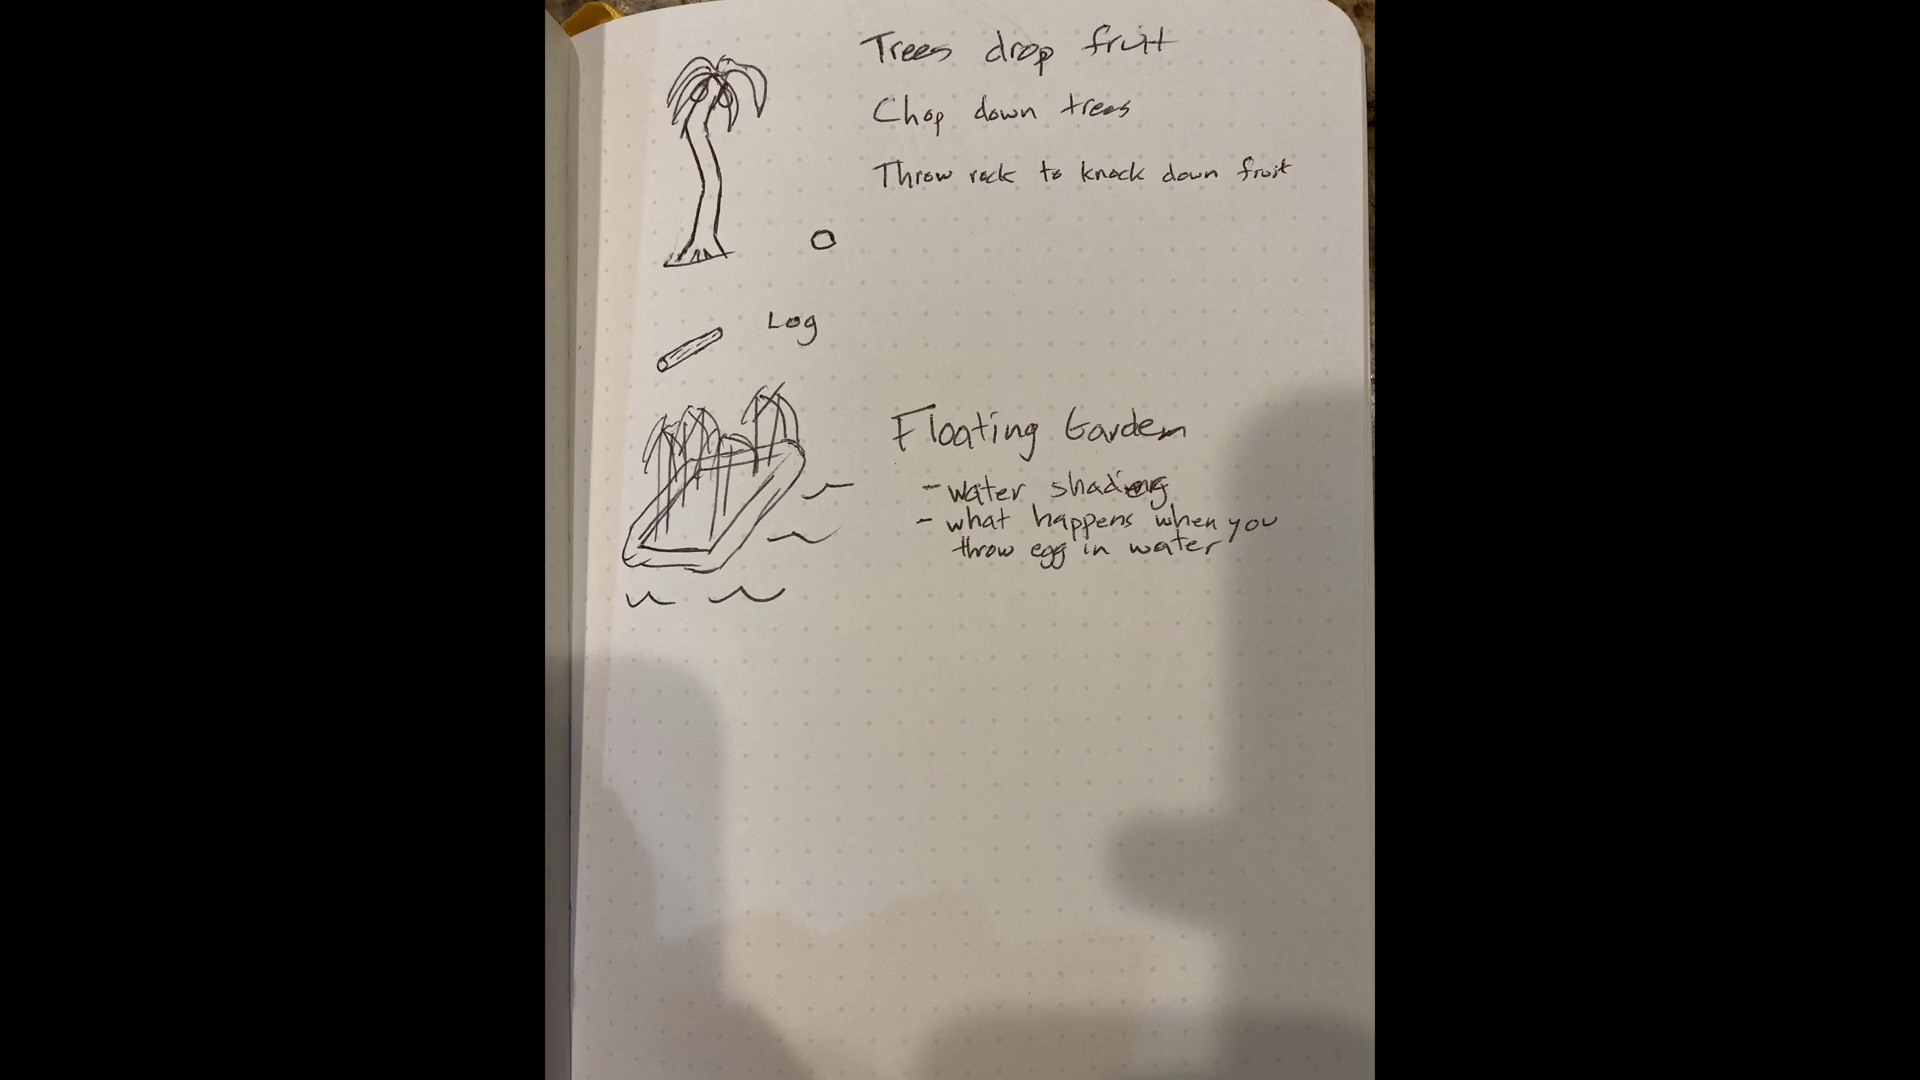 Trees drop fruit
Chop down trees
Throw rock to knock down fruit
Log
Floating Garden
- water shading
- what happens when you
throw egg in water